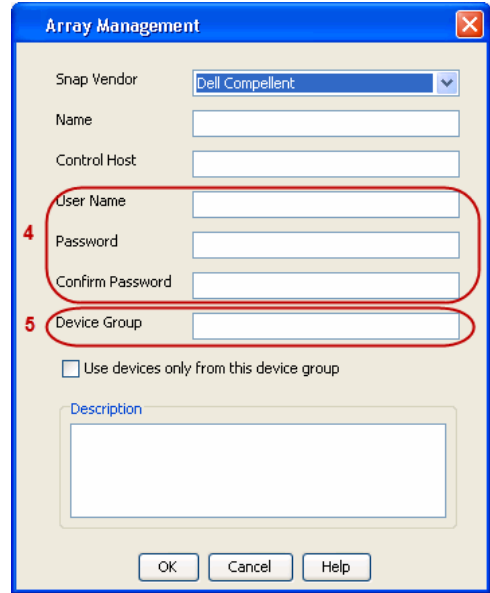 Array Management
Snap Vendor Dell Compellent
Name
Control Host
User Name
4
Password
Confirm Password
5 Device Group
Use devices only from this device group
Description
OK Cancel Help